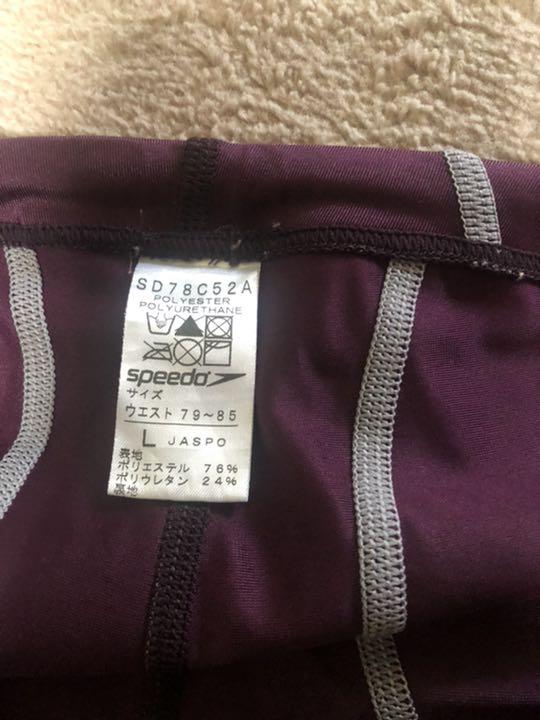 SD78C52A
POLYESTER
POLYURETHANE
speedo
サイズ
ウエスト 79～85
L JASPO
表地
ポリエステル 76%
ポリウレタン 24%
裏地